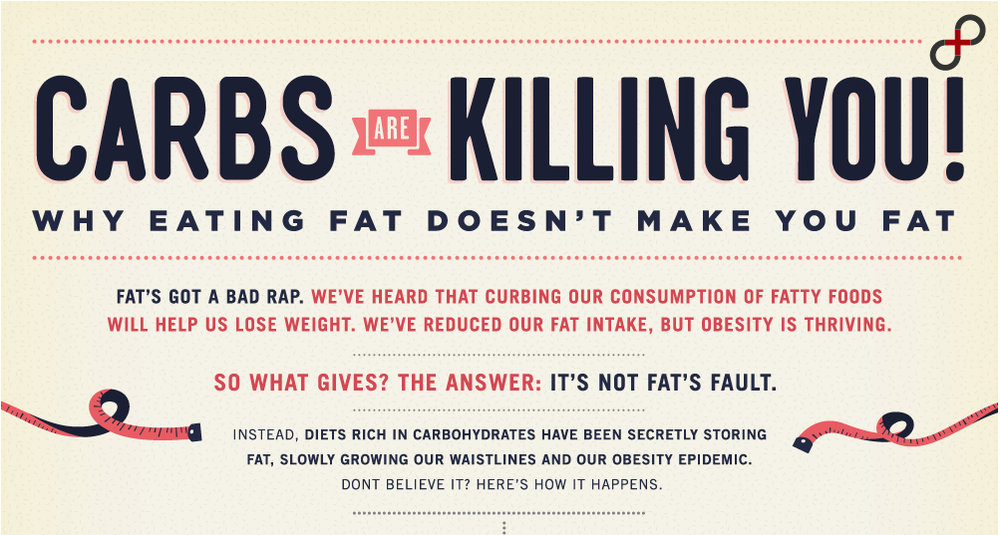 CARBS ARE KILLING YOU!
WHY EATING FAT DOESN'T MAKE YOU FAT
FAT'S GOT A BAD RAP. WE'VE HEARD THAT CURBING OUR CONSUMPTION OF FATTY FOODS
WILL HELP US LOSE WEIGHT. WE'VE REDUCED OUR FAT INTAKE, BUT OBESITY IS THRIVING.
SO WHAT GIVES? THE ANSWER: IT'S NOT FAT'S FAULT.
INSTEAD, DIETS RICH IN CARBOHYDRATES HAVE BEEN SECRETLY STORING
FAT, SLOWLY GROWING OUR WAISTLINES AND OUR OBESITY EPIDEMIC.
DONT BELIEVE IT? HERE'S HOW IT HAPPENS.